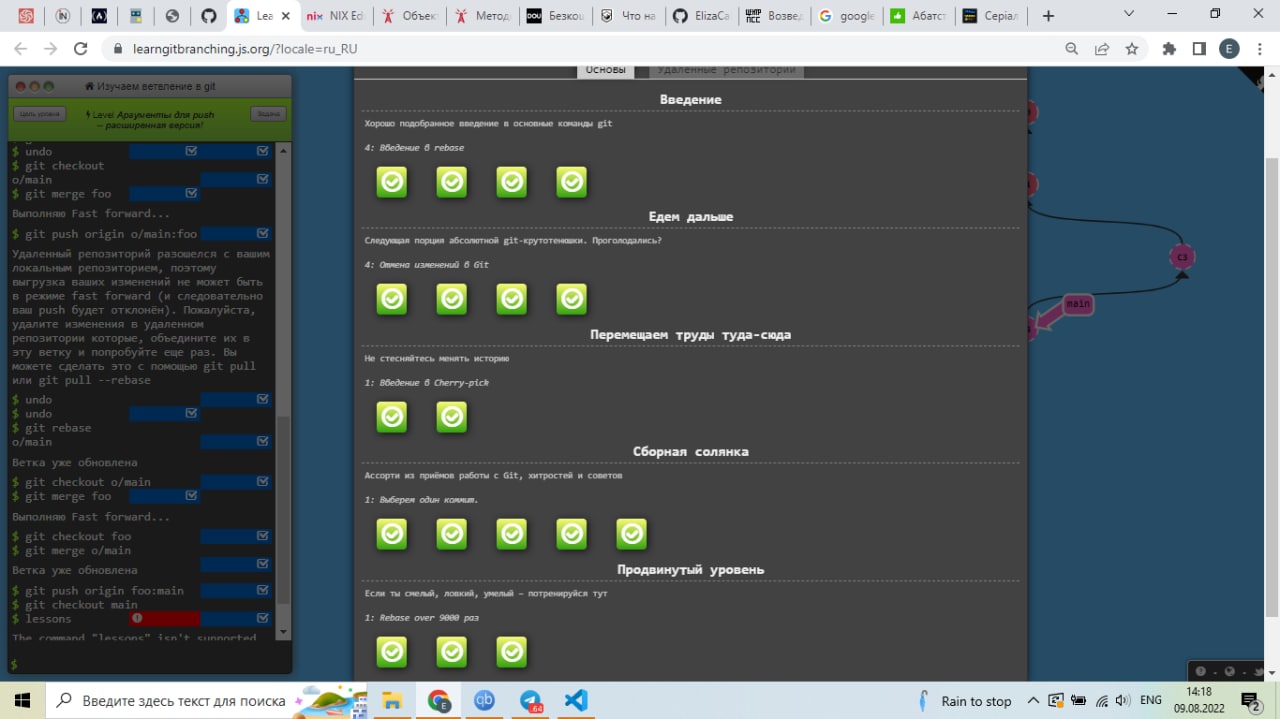 Le
NIX Ed
Объек
Метод
DOU
Безкоц
Что на
ElizaCa
Возвед
google
Абатст
Серіал
learngitbranching.js.org/?locale=ru_RU
E
Основы
Удаленные репозитории
Изучаем ветвление в git
Цель уровня
Level Аргументы для push -- расширенная версия!
Задача
$ undo
$ git checkout
o/main
$ git merge foo
Выполняю Fast forward...
$ git push origin o/main:foo
Удаленный репозиторий разошелся с вашим
локальным репозиторием, поэтому
выгрузка ваших изменений не может быть
в режиме fast forward (и следовательно
ваш push будет отклонён). Пожалуйста,
удалите изменения в удаленном
репозитории которые, объедините их в
эту ветку и попробуйте еще раз. Вы
можете сделать это с помощью git pull
или git pull --rebase
$ undo
$ undo
$ git rebase
o/main
Ветка уже обновлена
$ git checkout o/main
$ git merge foo
Выполняю Fast forward...
$ git checkout foo
$ git merge o/main
Ветка уже обновлена
$ git push origin foo:main
$ git checkout main
$ lessons
The command "lessons" isn't supported
$
Введение
Хорошо подобранное введение в основные команды git
4: Введение в rebase
Едем дальше
Следующая порция абсолютной git-крутотенюшки. Проголодались?
4: Отмена изменений в Git
Перемещаем труды туда-сюда
Не стесняйтесь менять историю
1: Введение в Cherry-pick
Сборная солянка
Ассорти из приёмов работы с Git, хитростей и советов
1: Выберем один коммит.
Продвинутый уровень
Если ты смелый, ловкий, умелый – потренируйся тут
1: Rebase over 9000 раз
c3
main
Введите здесь текст для поиска
qb
64
Rain to stop
ENG
14:18
09.08.2022
2